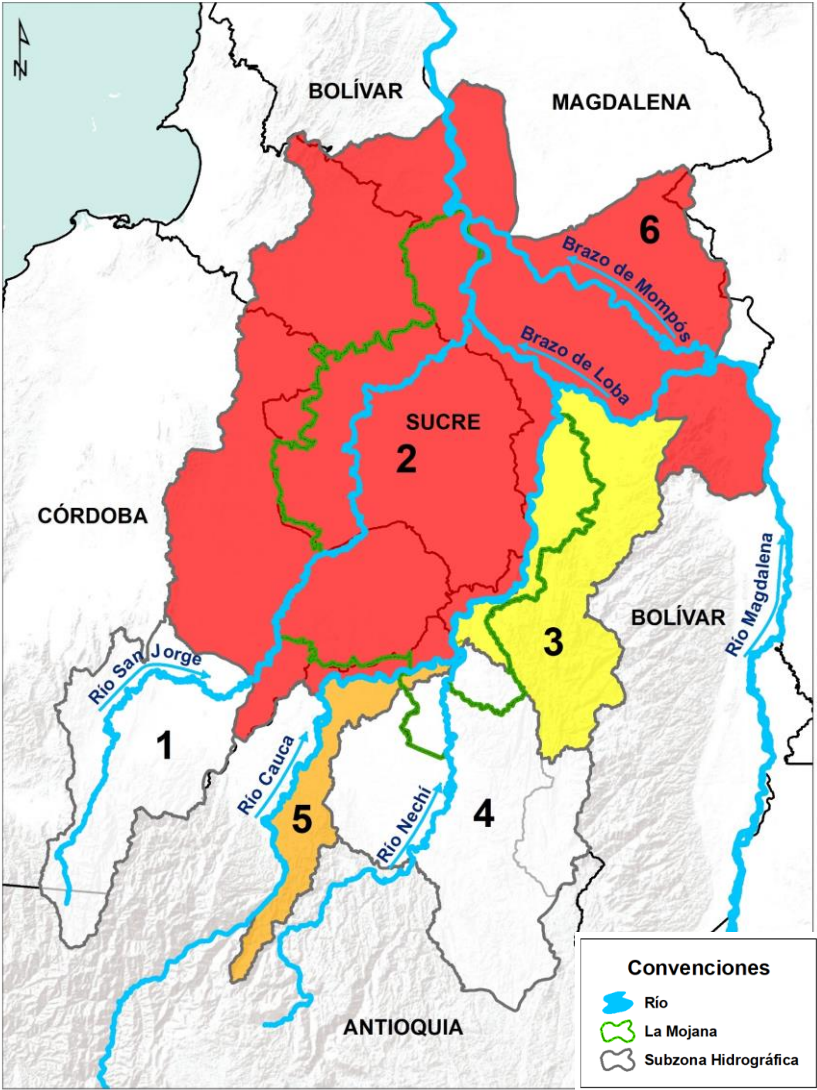 N
BOLÍVAR
MAGDALENA
6
Brazo de Mompós
Brazo de Loba
SUCRE
2
CÓRDOBA
Río Magdalena
BOLÍVAR
3
Río San Jorge
1
Río Cauca
5
Río Nechí
4
ANTIOQUIA
Convenciones
Río
La Mojana
Subzona Hidrográfica